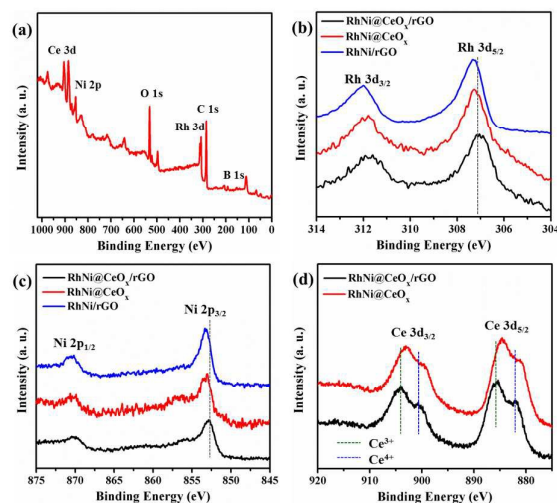 (a)
Ce 3d
Ni 2p
O 1s
C 1s
Rh 3d
B 1s
Intensity (a. u.)
1000 900 800 700 600 500 400 300 200 100 0
Binding Energy (eV)
(b)
RhNi@CeOx/rGO
RhNi@CeOx
RhNi/rGO
Rh 3d5/2
Rh 3d3/2
Intensity (a. u.)
314 312 310 308 306 304
Binding Energy (eV)
(c)
RhNi@CeOx/rGO
RhNi@CeOx
RhNi/rGO
Ni 2p3/2
Ni 2p1/2
Intensity (a. u.)
875 870 865 860 855 850 845
Binding Energy (eV)
(d)
RhNi@CeOx/rGO
RhNi@CeOx
Ce 3d3/2
Ce 3d5/2
Ce3+
Ce4+
Intensity (a. u.)
920 910 900 890 880 870
Binding Energy (eV)